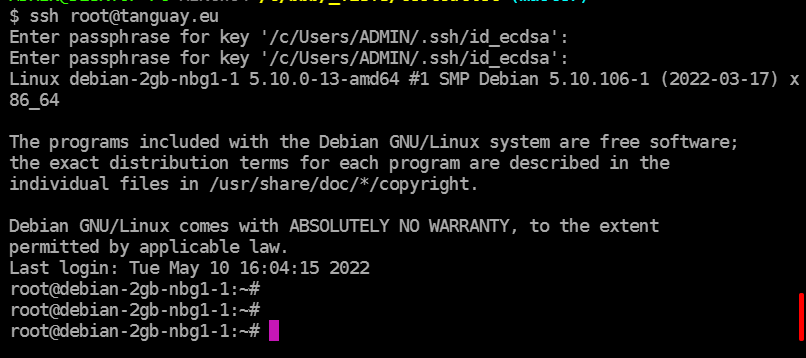 $ ssh root@tanguay.eu
Enter passphrase for key '/c/Users/ADMIN/.ssh/id_ecdsa':
Enter passphrase for key '/c/Users/ADMIN/.ssh/id_ecdsa':
Linux debian-2gb-nbg1-1 5.10.0-13-amd64 #1 SMP Debian 5.10.106-1 (2022-03-17) x
86_64
The programs included with the Debian GNU/Linux system are free software;
the exact distribution terms for each program are described in the
individual files in /usr/share/doc/*/copyright.
Debian GNU/Linux comes with ABSOLUTELY NO WARRANTY, to the extent
permitted by applicable law.
Last login: Tue May 10 16:04:15 2022
root@debian-2gb-nbg1-1:~#
root@debian-2gb-nbg1-1:~#
root@debian-2gb-nbg1-1:~#